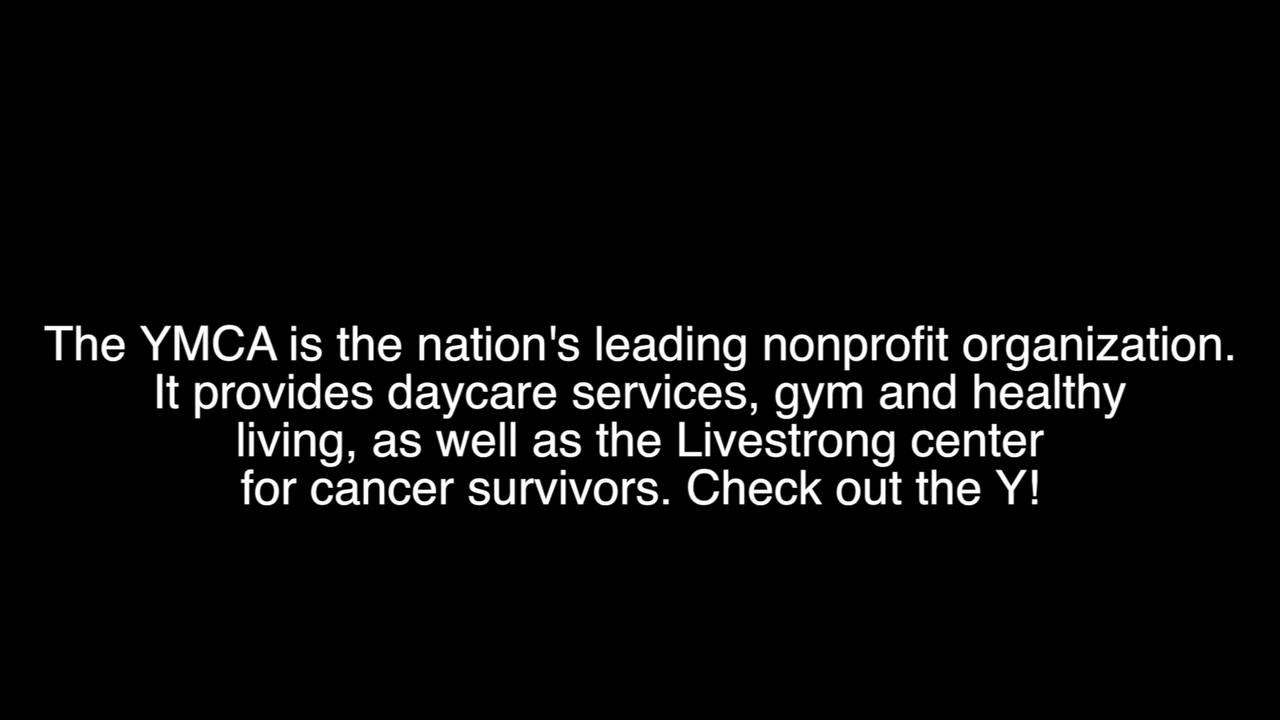 The YMCA is the nation's leading nonprofit organization.
It provides daycare services, gym and healthy
living, as well as the Livestrong center
for cancer survivors. Check out the Y!